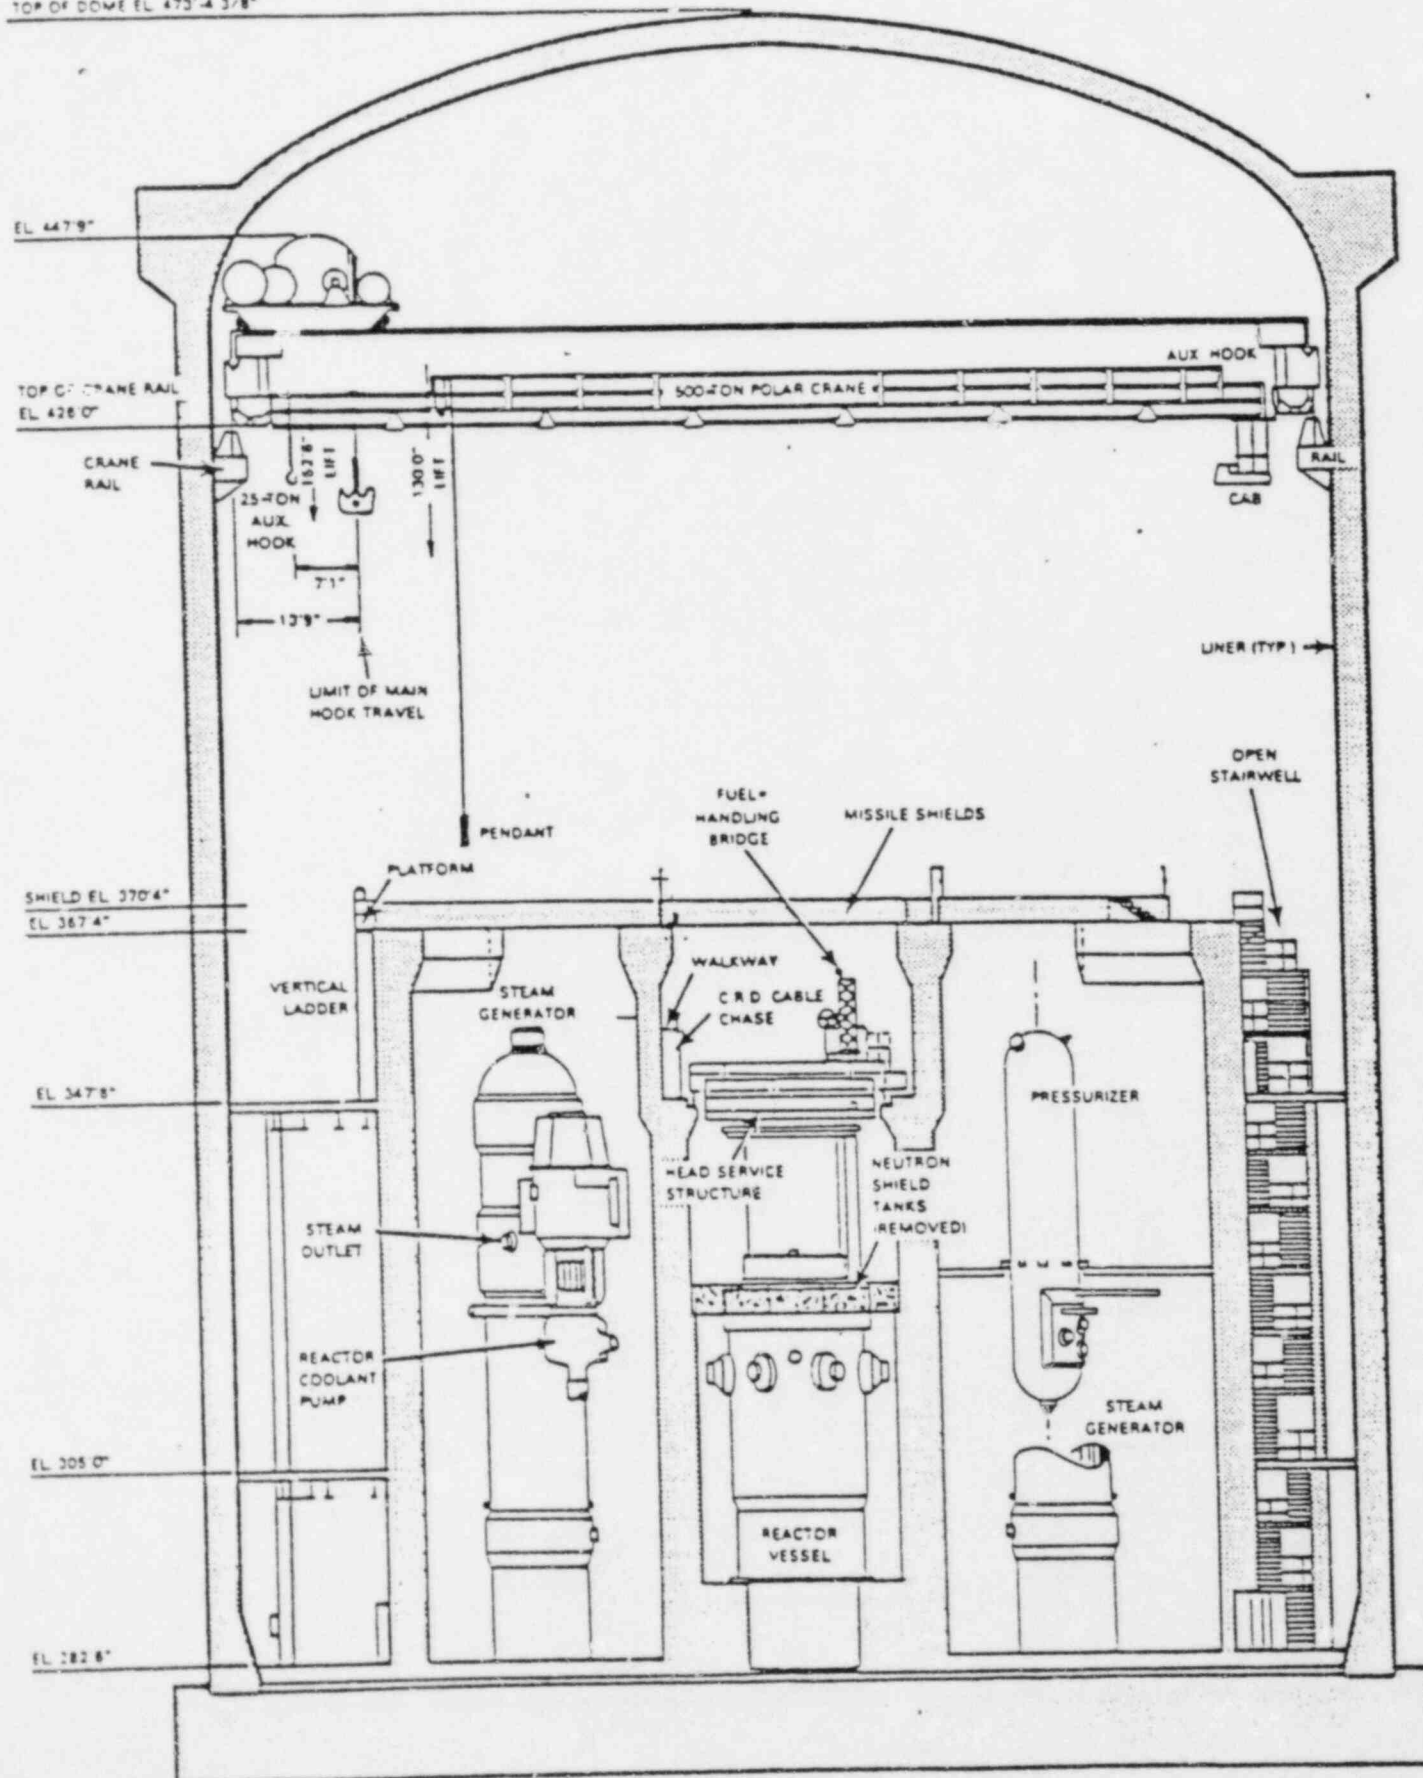 TOP OF DOME EL 473'-4 3/8"
EL 447'9"
AUX HOOK
500-TON POLAR CRANE
TOP OF CRANE RAIL
EL 426'0"
CRANE
RAIL
RAIL
CAB
LIFT
130'0"
LIFT
25-TON
AUX
HOOK
7'1"
13'9"
LIMIT OF MAIN
HOOK TRAVEL
LINER (TYP)
OPEN
STAIRWELL
FUEL-
HANDLING
BRIDGE
MISSILE SHIELDS
PENDANT
PLATFORM
SHIELD EL 370'4"
EL 367'4"
WALKWAY
VERTICAL
LADDER
STEAM
GENERATOR
C R D CABLE
CHASE
EL 347'6"
PRESSURIZER
HEAD SERVICE
STRUCTURE
NEUTRON
SHIELD
TANKS
(REMOVED)
STEAM
OUTLET
REACTOR
COOLANT
PUMP
STEAM
GENERATOR
EL 305'0"
REACTOR
VESSEL
EL 282'6"